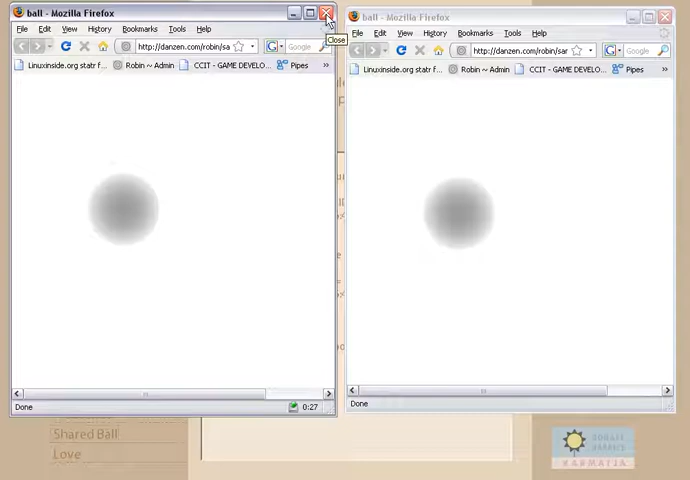 ball - Mozilla Firefox
File Edit View History Bookmarks Tools Help
http://danzen.com/robin/sa
G Google
Linuxinside.org statr f... Robin ~ Admin CCIT - GAME DEVELO... Pipes »
Done
0:27
Close
ball - Mozilla Firefox
File Edit View History Bookmarks Tools Help
http://danzen.com/robin/sar
G Google
Linuxinside.org statr f... Robin ~ Admin CCIT - GAME DEVELO... Pipes »
Done
Shared Ball
Love